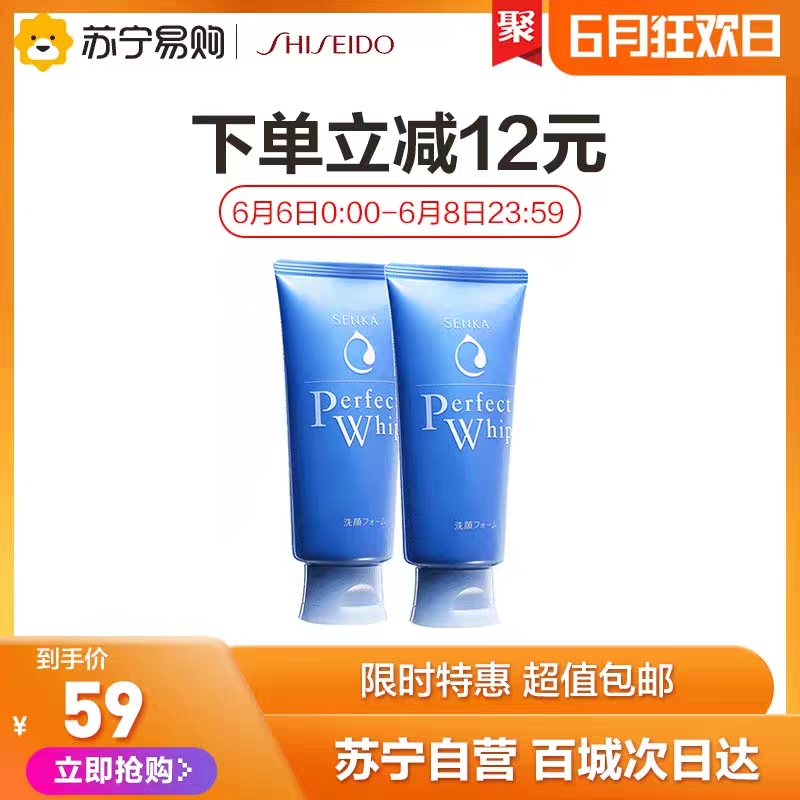 苏宁易购 SHISEIDO 聚 6月狂欢日
下单立减12元
6月6日0:00-6月8日23:59
SENKA
Perfect
Whip
洗顔フォーム
SENKA
Perfect
Whip
洗顔フォーム
到手价
¥59
立即抢购>
限时特惠 超值包邮
苏宁自营 百城次日达